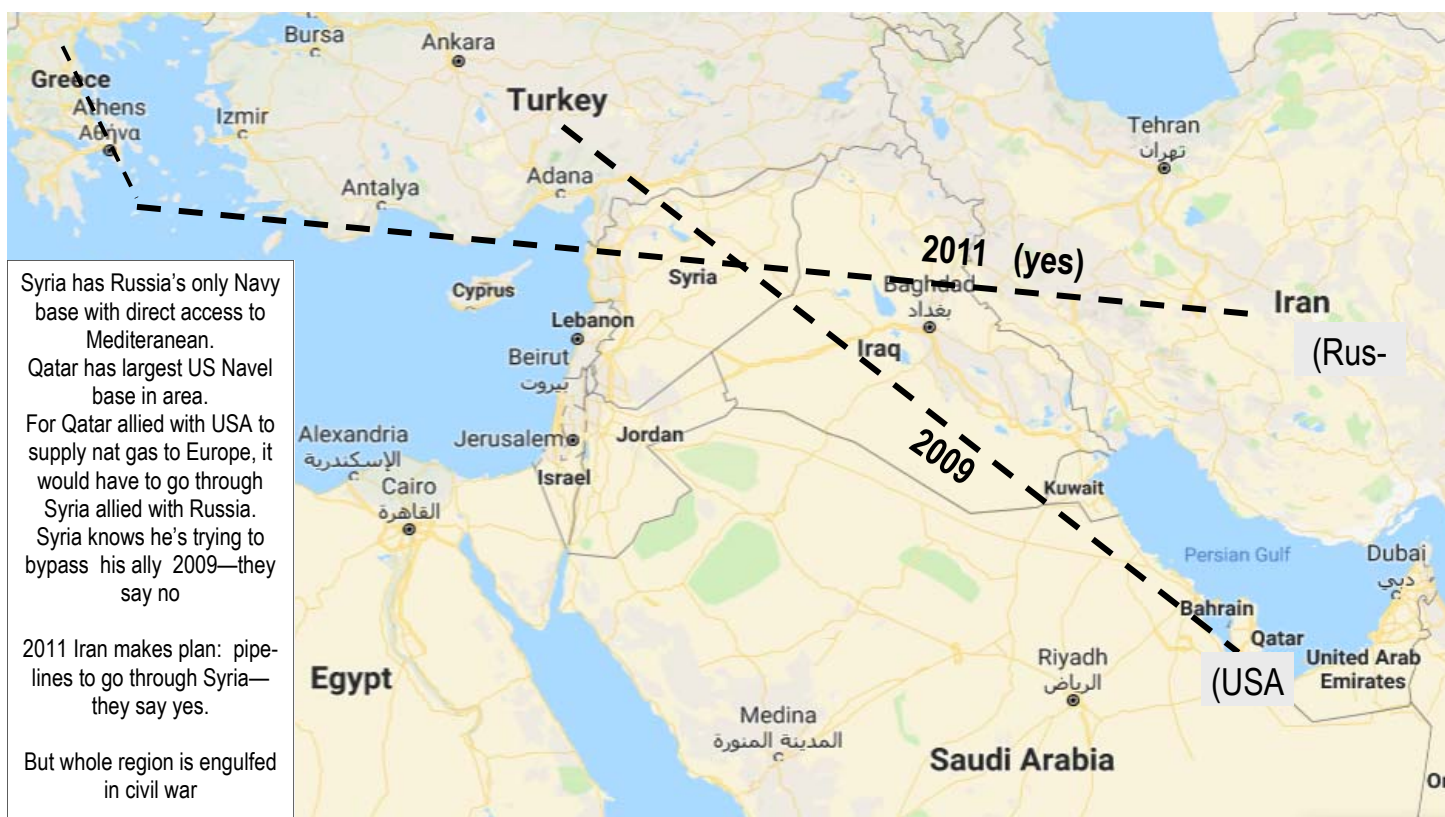 Bursa
Ankara
Greece
Athens
Αθήνα
Izmir
Turkey
Tehran
تهران
Antalya
Adana
2011 (yes)
Syria
Baghdad
بغداد
Iran
(Rus-
Cyprus
Lebanon
Beirut
بيروت
Iraq
Syria has Russia’s only Navy
base with direct access to
Mediteranean.
Qatar has largest US Navel
base in area.
For Qatar allied with USA to
supply nat gas to Europe, it
would have to go through
Syria allied with Russia.
Syria knows he’s trying to
bypass his ally 2009—they
say no
2011 Iran makes plan: pipe-
lines to go through Syria—
they say yes.
But whole region is engulfed
in civil war
Alexandria
الإسكندرية
Jerusalem
Jordan
2009
Israel
Cairo
القاهرة
Kuwait
Persian Gulf
Dubai
دبي
Bahrain
Qatar
United Arab
Emirates
(USA
Egypt
Riyadh
الرياض
Medina
المدينة المنورة
Saudi Arabia